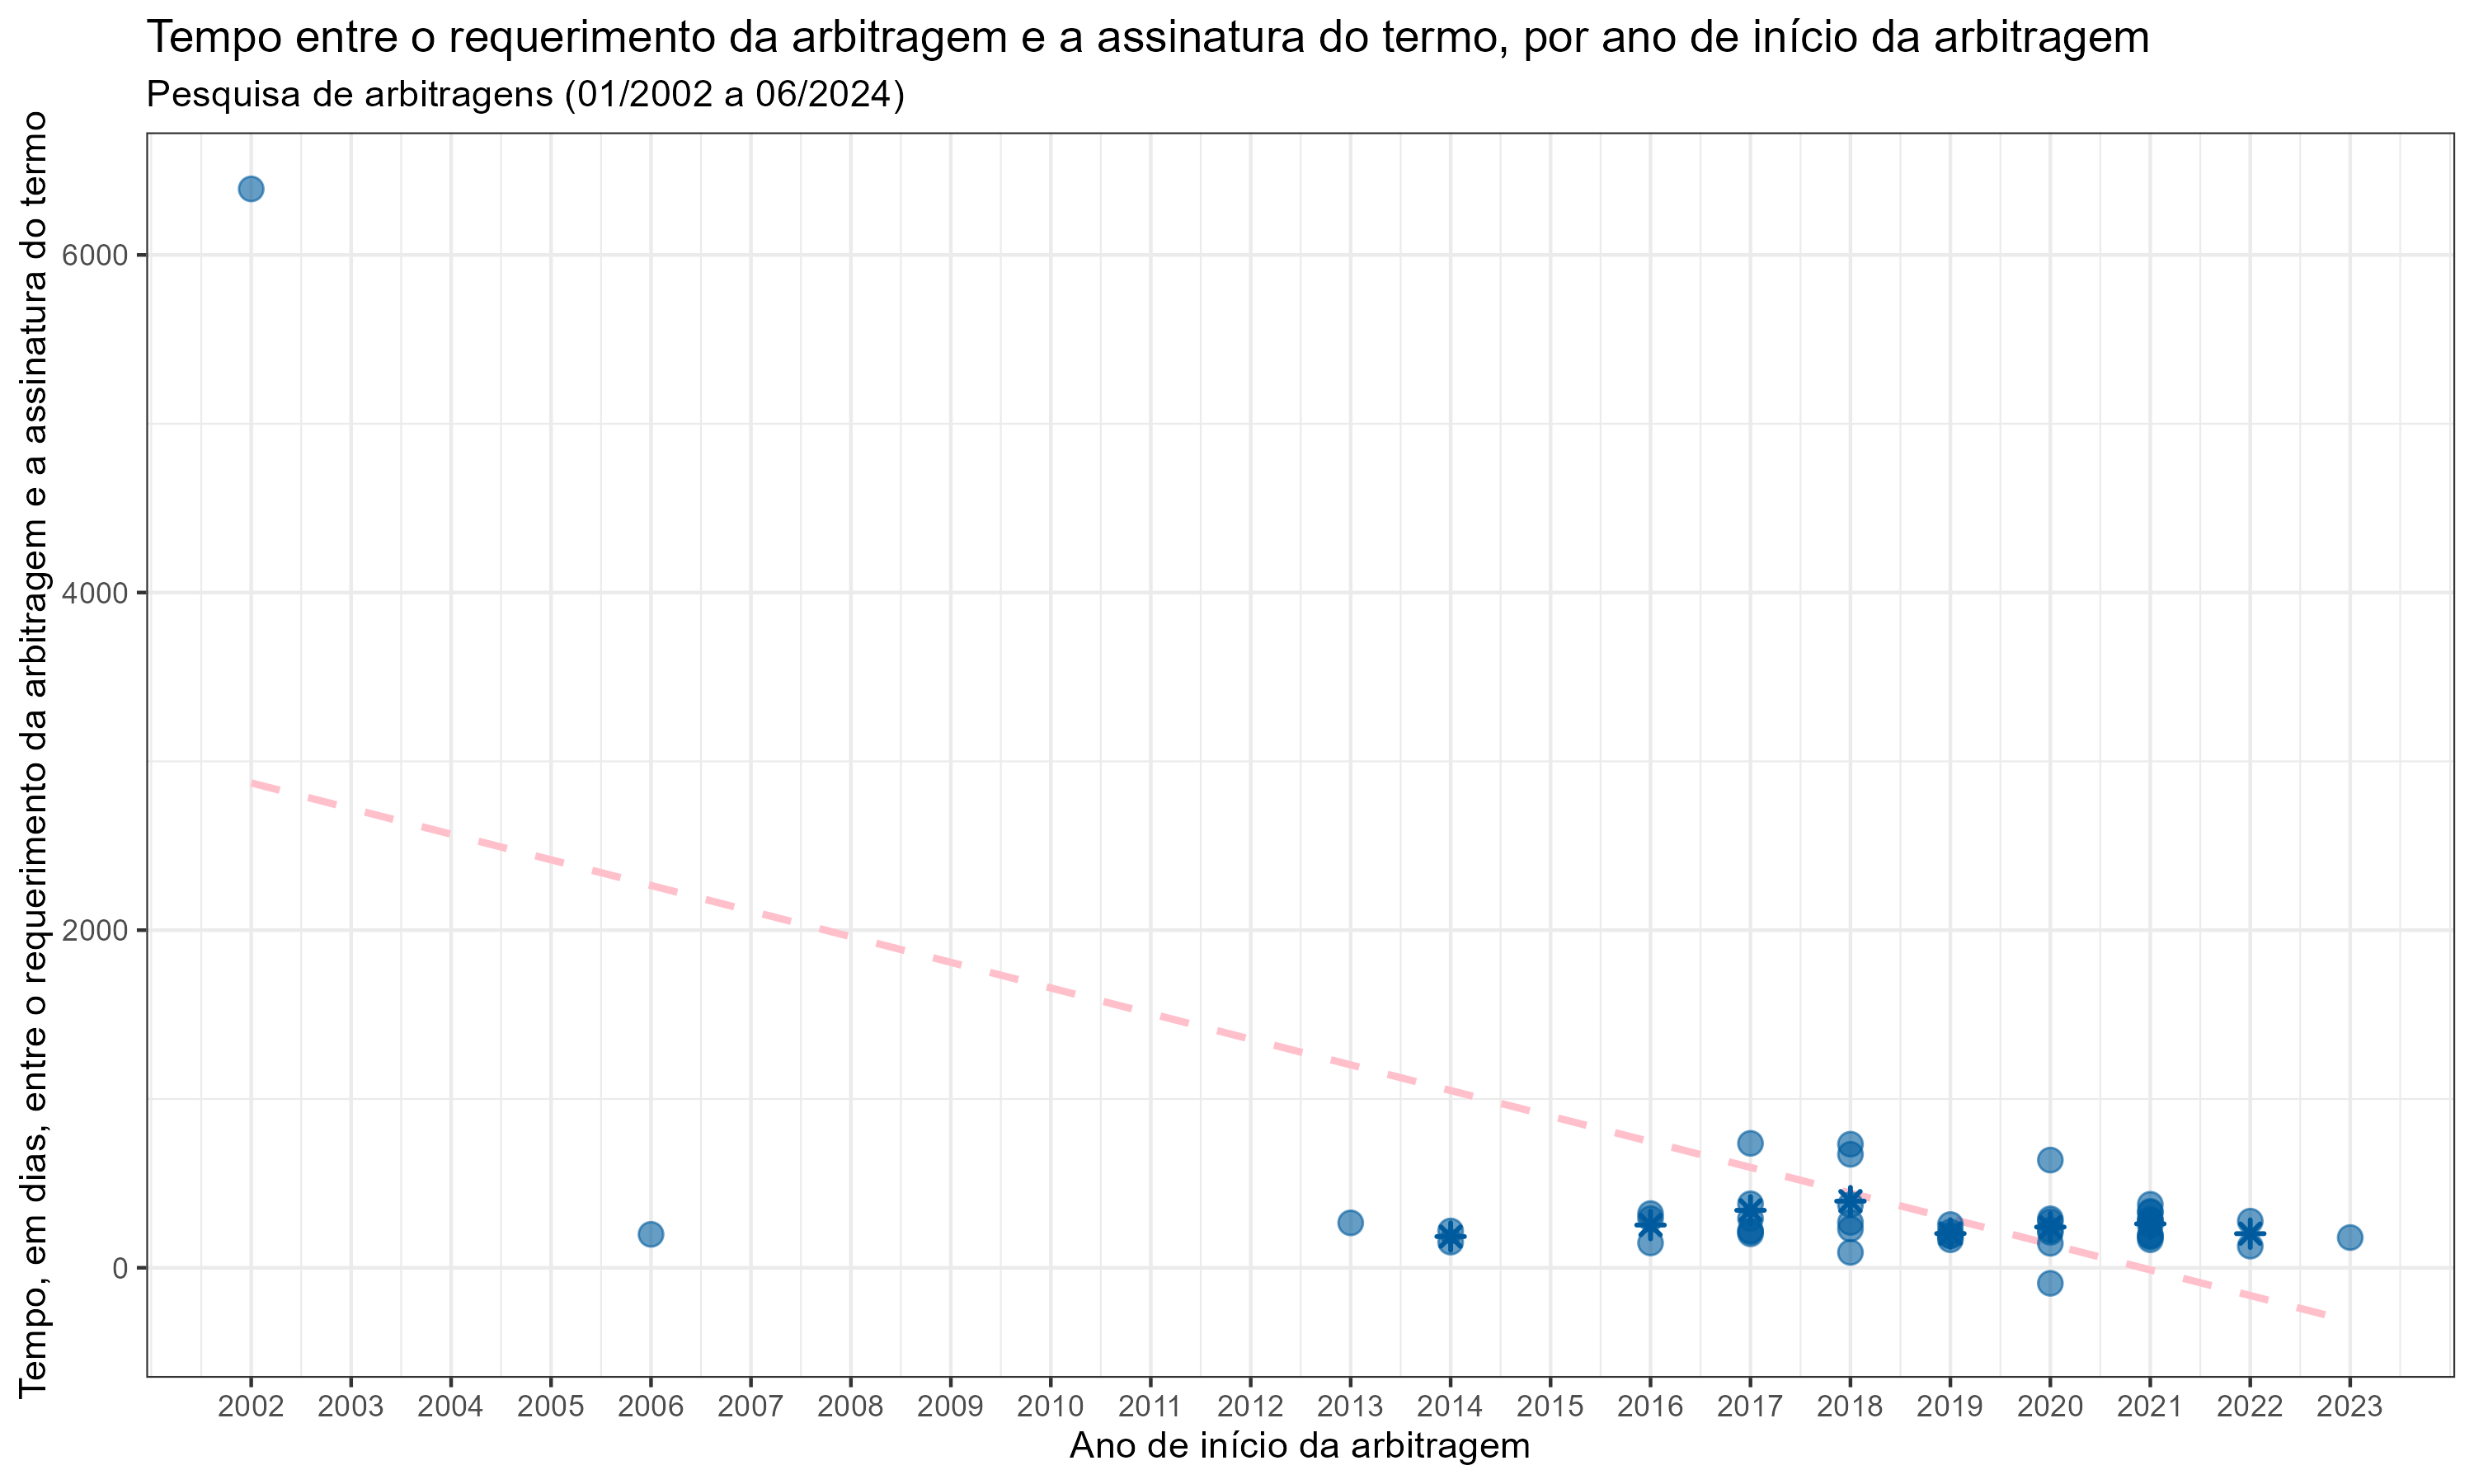 Tempo entre o requerimento da arbitragem e a assinatura do termo, por ano de início da arbitragem
Pesquisa de arbitragens (01/2002 a 06/2024)
Tempo, em dias, entre o requerimento da arbitragem e a assinatura do termo
6000
4000
2000
0
2002 2003 2004 2005 2006 2007 2008 2009 2010 2011 2012 2013 2014 2015 2016 2017 2018 2019 2020 2021 2022 2023
Ano de início da arbitragem